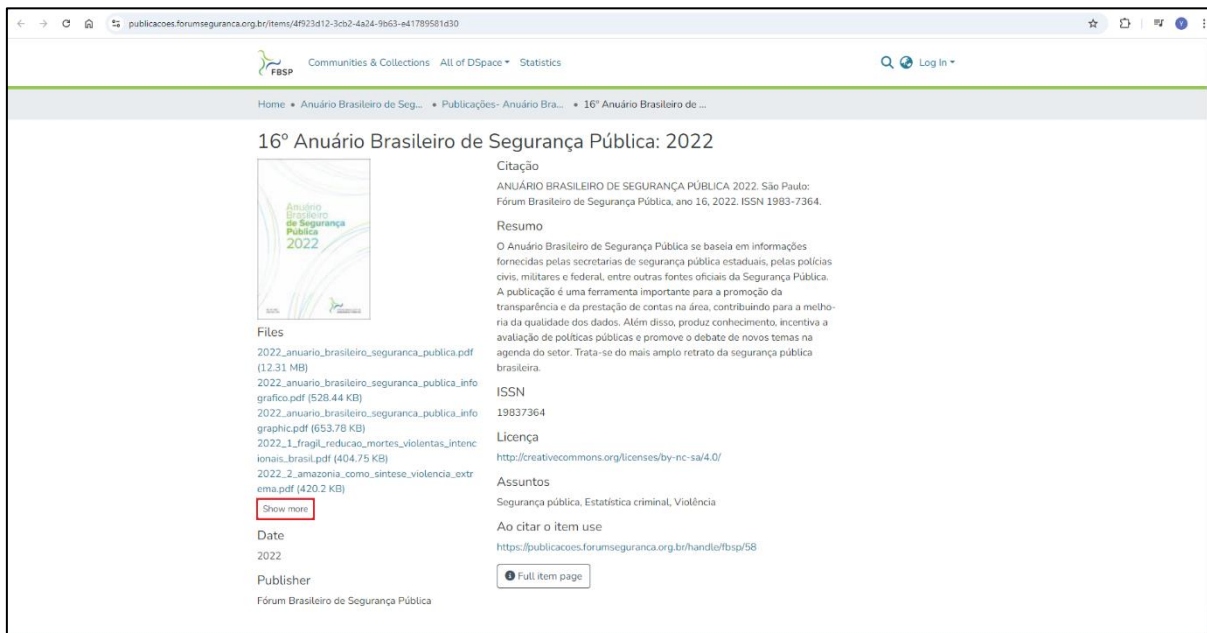 publicacoes.forumseguranca.org.br/items/4f923d12-3cb2-4a24-9b63-e41789581d30
FBSP
Communities & Collections All of DSpace Statistics
Log In
Home • Anuário Brasileiro de Seg... • Publicações- Anuário Bra... • 16º Anuário Brasileiro de ...
16º Anuário Brasileiro de Segurança Pública: 2022
Anuário
Brasileiro
de Segurança
Pública
2022
Files
2022_anuario_brasileiro_seguranca_publica.pdf
(12.31 MB)
2022_anuario_brasileiro_seguranca_publica_info
grafico.pdf (528.44 KB)
2022_anuario_brasileiro_seguranca_publica_info
graphic.pdf (653.78 KB)
2022_1_fragil_reducao_mortes_violentas_intenc
ionais_brasil.pdf (404.75 KB)
2022_2_amazonia_como_sintese_violencia_extr
ema.pdf (420.2 KB)
Show more
Date
2022
Publisher
Fórum Brasileiro de Segurança Pública
Citação
ANUÁRIO BRASILEIRO DE SEGURANÇA PÚBLICA 2022. São Paulo:
Fórum Brasileiro de Segurança Pública, ano 16, 2022. ISSN 1983-7364.
Resumo
O Anuário Brasileiro de Segurança Pública se baseia em informações
fornecidas pelas secretarias de segurança pública estaduais, pelas polícias
civis, militares e federal, entre outras fontes oficiais da Segurança Pública.
A publicação é uma ferramenta importante para a promoção da
transparência e da prestação de contas na área, contribuindo para a melho-
ria da qualidade dos dados. Além disso, produz conhecimento, incentiva a
avaliação de políticas públicas e promove o debate de novos temas na
agenda do setor. Trata-se do mais amplo retrato da segurança pública
brasileira.
ISSN
19837364
Licença
http://creativecommons.org/licenses/by-nc-sa/4.0/
Assuntos
Segurança pública, Estatística criminal, Violência
Ao citar o item use
https://publicacoes.forumseguranca.org.br/handle/fbsp/58
Full item page